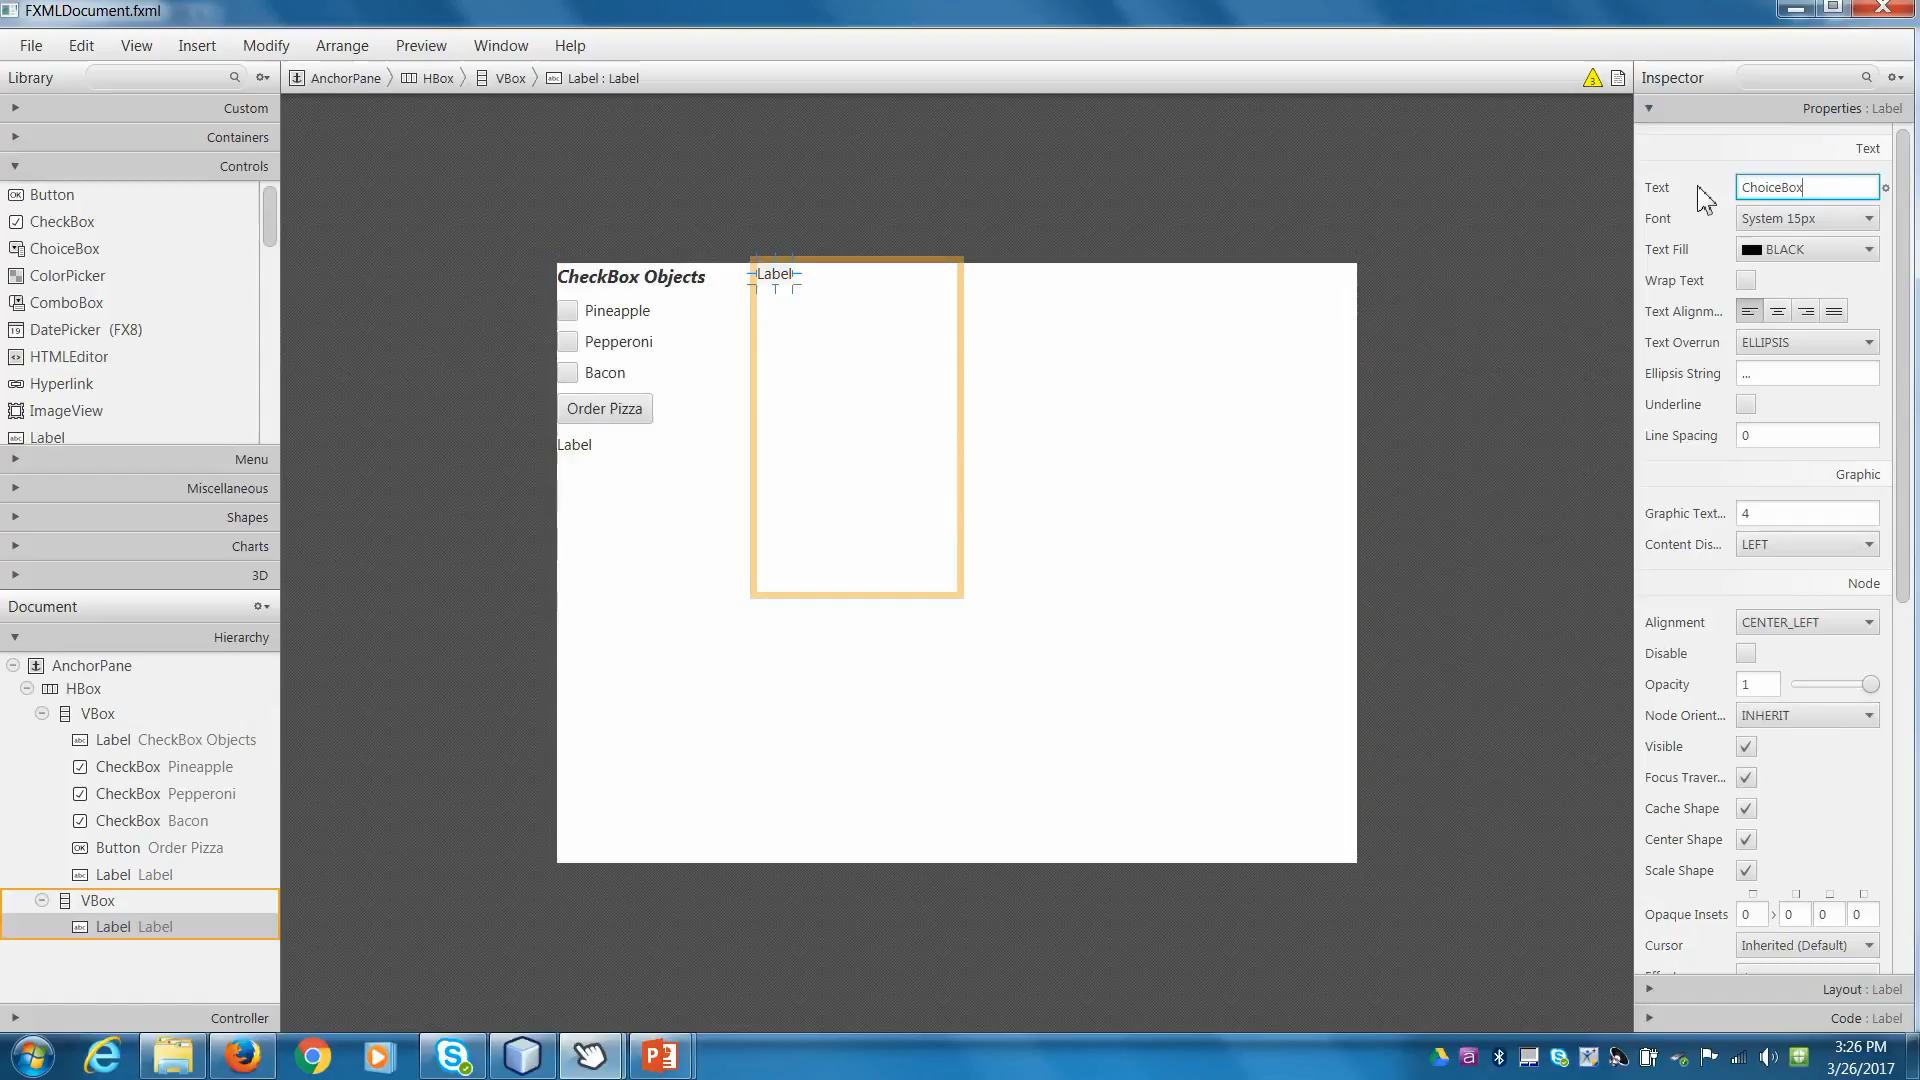 FXMLDocument.fxml
File Edit View Insert Modify Arrange Preview Window Help
Library
AnchorPane HBox VBox Label : Label
3
Inspector
Custom
Containers
Controls
Button
CheckBox
ChoiceBox
ColorPicker
ComboBox
DatePicker (FX8)
HTMLEditor
Hyperlink
ImageView
Label
Menu
Miscellaneous
Shapes
Charts
3D
Document
Hierarchy
AnchorPane
HBox
VBox
Label CheckBox Objects
CheckBox Pineapple
CheckBox Pepperoni
CheckBox Bacon
Button Order Pizza
Label Label
VBox
Label Label
Controller
CheckBox Objects
Pineapple
Pepperoni
Bacon
Order Pizza
Label
Label
Properties : Label
Text
Text ChoiceBox
Font System 15px
Text Fill BLACK
Wrap Text
Text Alignm...
Text Overrun ELLIPSIS
Ellipsis String ...
Underline
Line Spacing 0
Graphic
Graphic Text... 4
Content Dis... LEFT
Node
Alignment CENTER_LEFT
Disable
Opacity 1
Node Orient... INHERIT
Visible
Focus Traver...
Cache Shape
Center Shape
Scale Shape
Opaque Insets 0 0 0 0
Cursor Inherited (Default)
Layout : Label
Code : Label
3:26 PM
3/26/2017